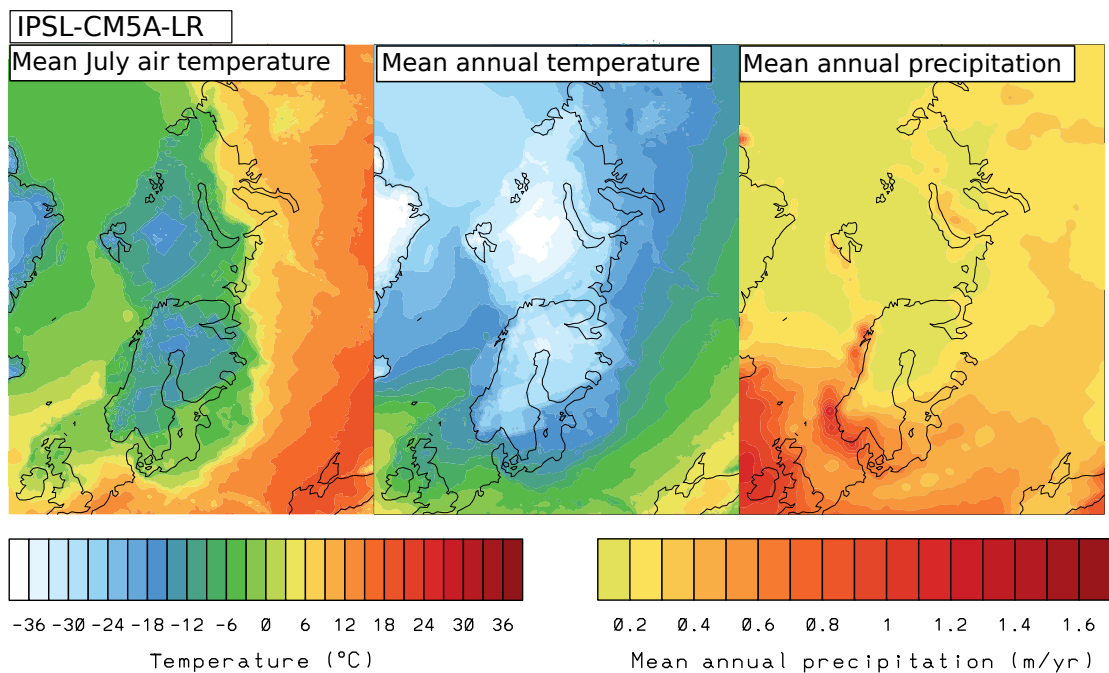 IPSL-CM5A-LR
Mean July air temperature
Mean annual temperature
Mean annual precipitation
-36 -30 -24 -18 -12 -6 0 6 12 18 24 30 36
0.2 0.4 0.6 0.8 1 1.2 1.4 1.6
Temperature (°C)
Mean annual precipitation (m/yr)